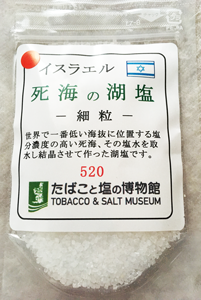 イスラエル
死海の湖塩
－細粒－
世界で一番低い海抜に位置する塩
分濃度の高い死海、その塩水を取
水し結晶させて作った湖塩です。
520
たばこと塩の博物館
TOBACCO & SALT MUSEUM